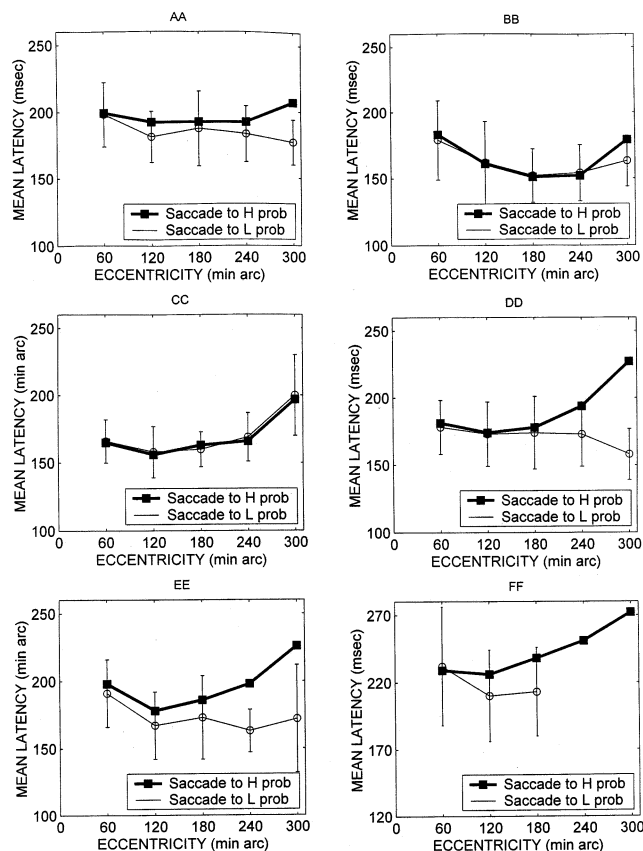 AA
MEAN LATENCY (msec)
250
200
150
100
0 60 120 180 240 300
ECCENTRICITY (min arc)
Saccade to H prob
Saccade to L prob
BB
MEAN LATENCY (msec)
250
200
150
100
0 60 120 180 240 300
ECCENTRICITY (min arc)
Saccade to H prob
Saccade to L prob
CC
MEAN LATENCY (min arc)
250
200
150
100
0 60 120 180 240 300
ECCENTRICITY (min arc)
Saccade to H prob
Saccade to L prob
DD
MEAN LATENCY (msec)
250
200
150
100
0 60 120 180 240 300
ECCENTRICITY (min arc)
Saccade to H prob
Saccade to L prob
EE
MEAN LATENCY (min arc)
250
200
150
100
0 60 120 180 240 300
ECCENTRICITY (min arc)
Saccade to H prob
Saccade to L prob
FF
MEAN LATENCY (msec)
270
220
170
120
0 60 120 180 240 300
ECCENTRICITY (min arc)
Saccade to H prob
Saccade to L prob